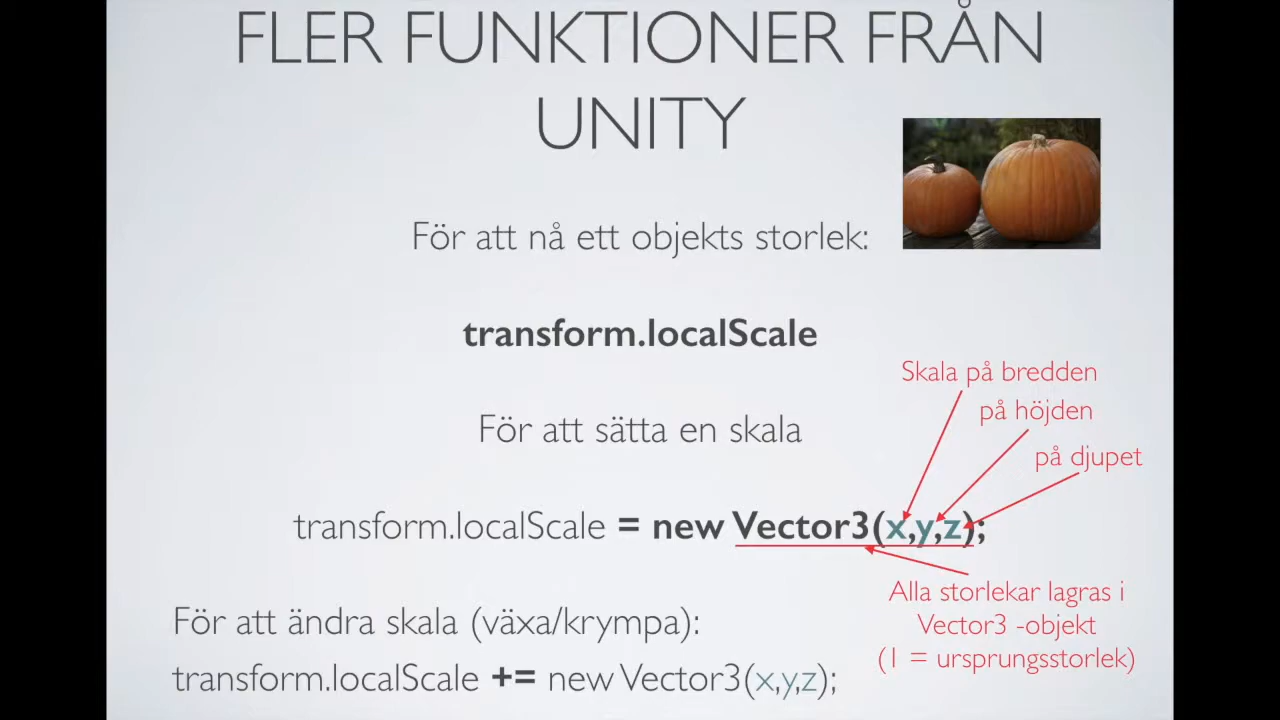 FLER FUNKTIONER FRÅN
UNITY
För att nå ett objekts storlek:
transform.localScale
Skala på bredden
på höjden
på djupet
För att sätta en skala
transform.localScale = new Vector3(x,y,z);
Alla storlekar lagras i
Vector3 -objekt
(1 = ursprungsstorlek)
För att ändra skala (växa/krympa):
transform.localScale += new Vector3(x,y,z);